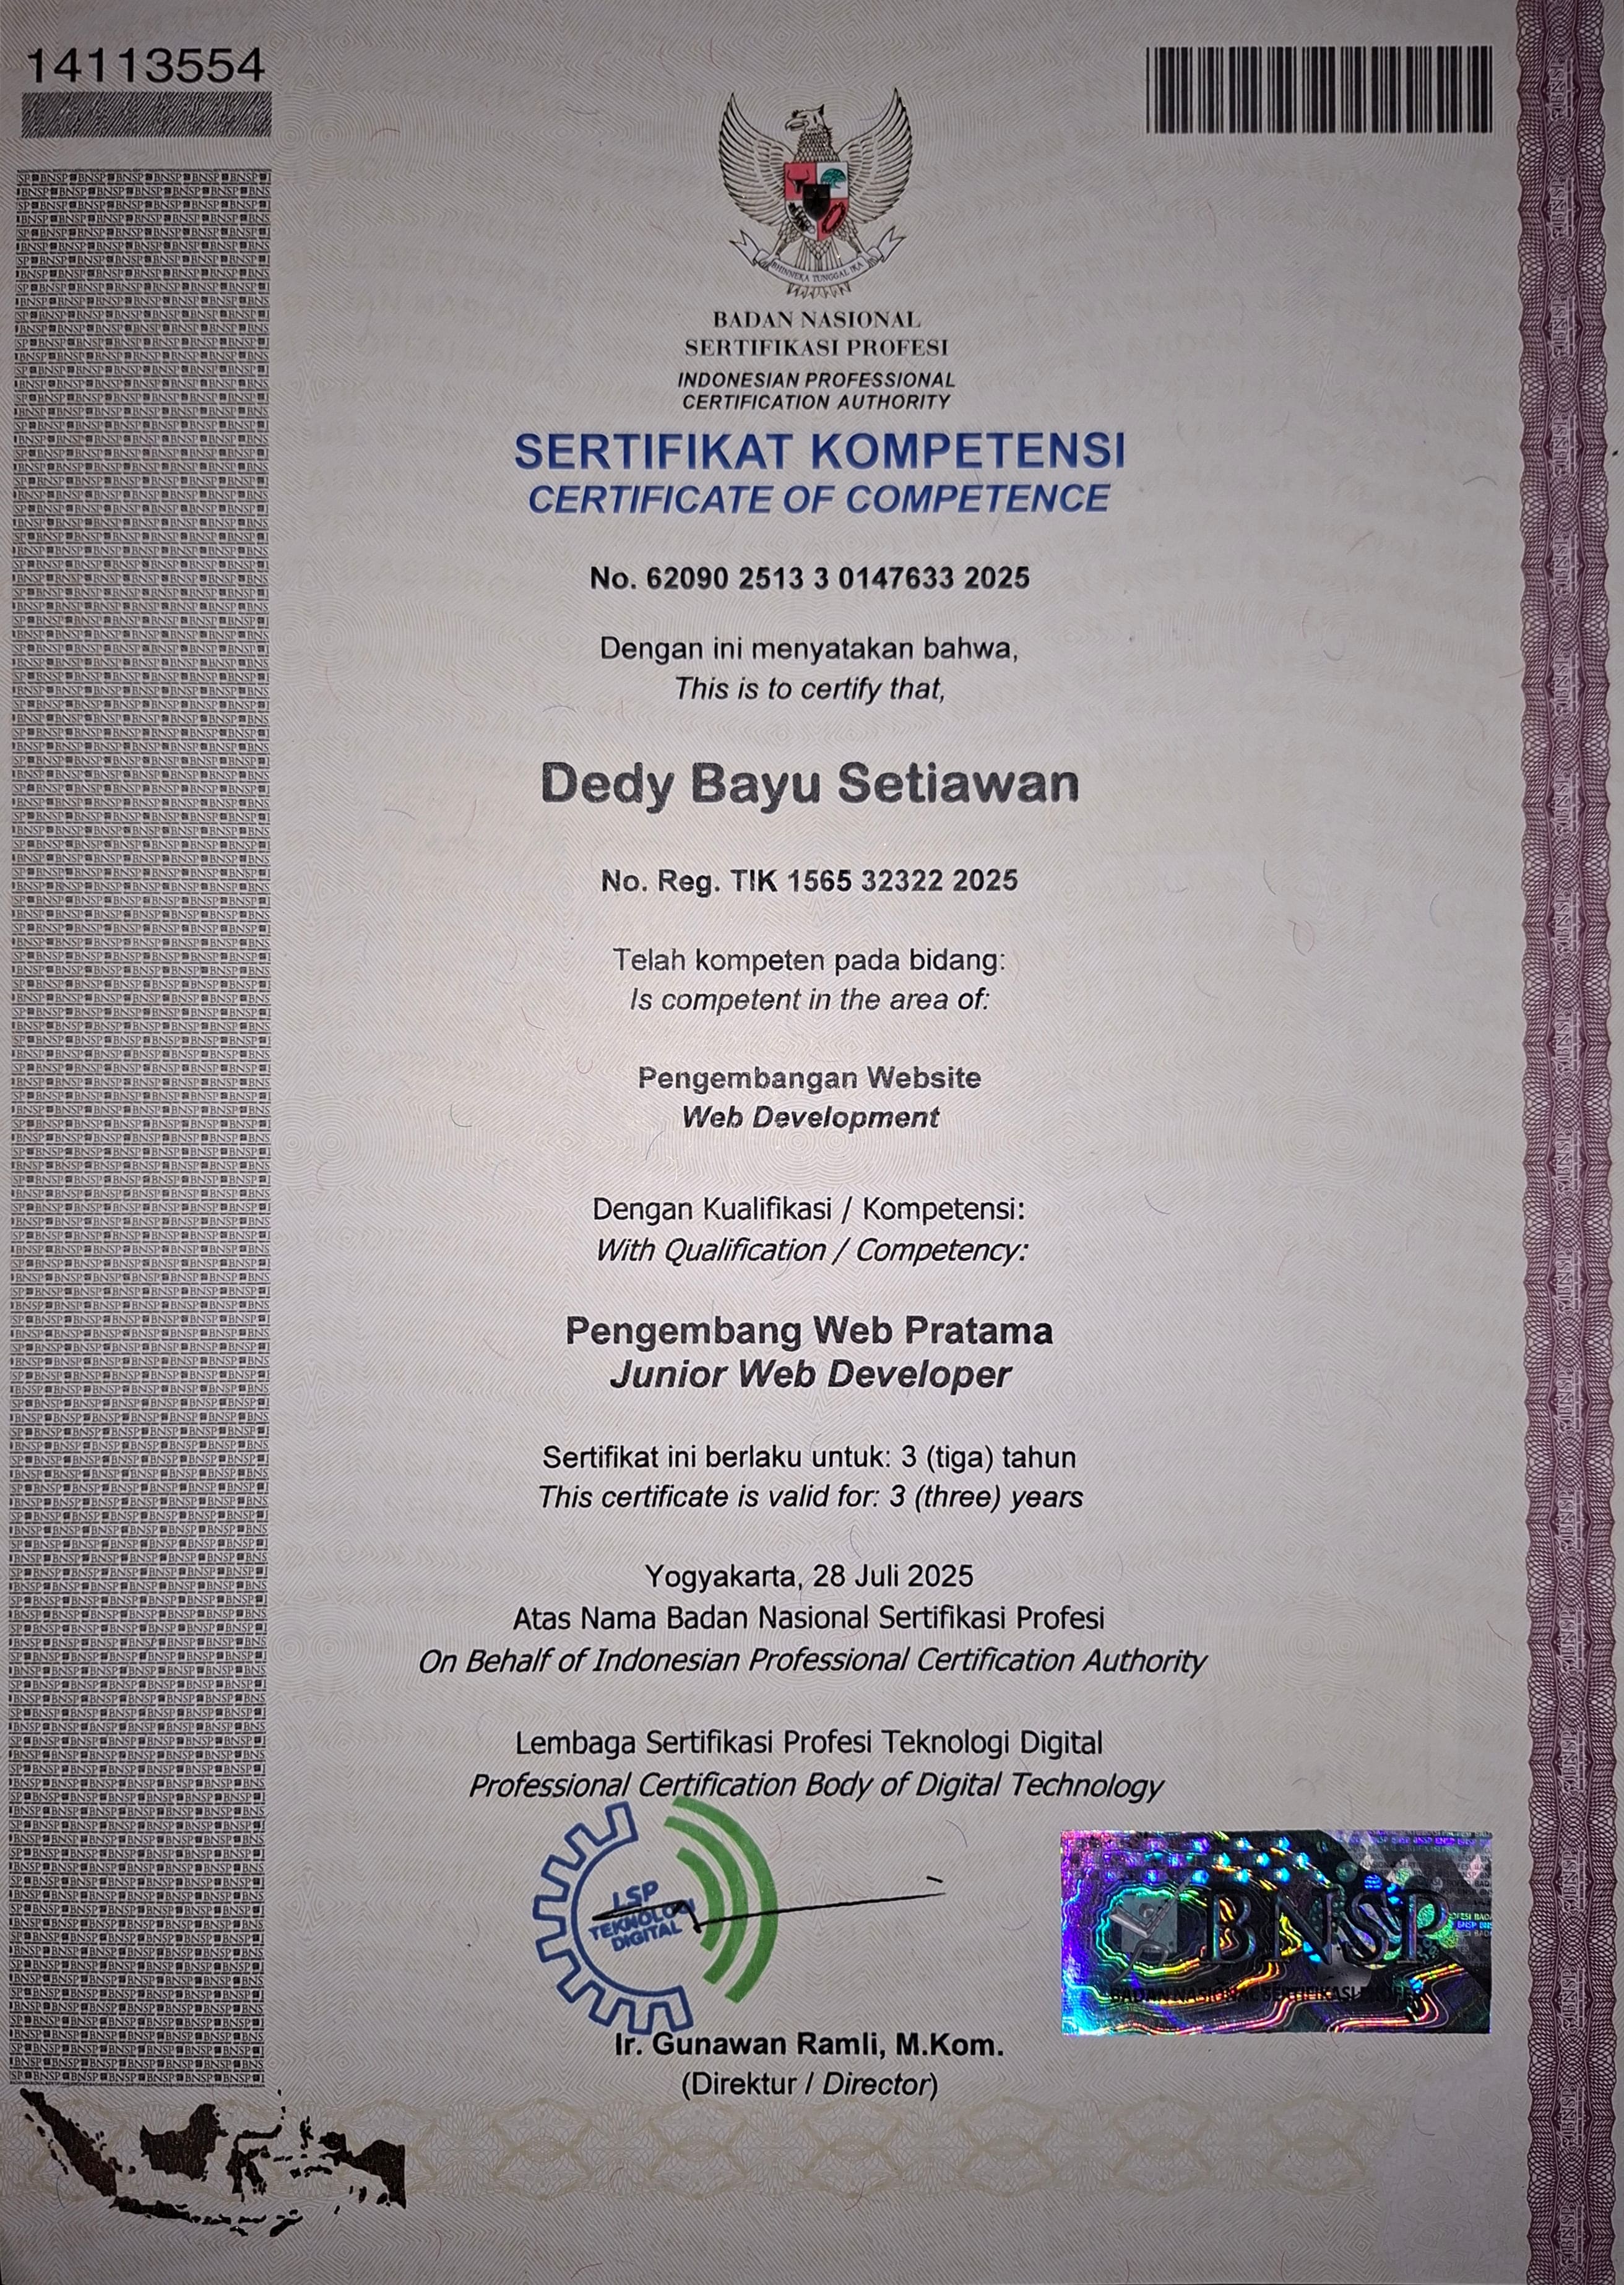 14113554
BHINNEKA TUNGGAL IKA
BADAN NASIONAL
SERTIFIKASI PROFESI
INDONESIAN PROFESSIONAL
CERTIFICATION AUTHORITY
SERTIFIKAT KOMPETENSI
CERTIFICATE OF COMPETENCE
No. 62090 2513 3 0147633 2025
Dengan ini menyatakan bahwa,
This is to certify that,
Dedy Bayu Setiawan
No. Reg. TIK 1565 32322 2025
Telah kompeten pada bidang:
Is competent in the area of:
Pengembangan Website
Web Development
Dengan Kualifikasi / Kompetensi:
With Qualification / Competency:
Pengembang Web Pratama
Junior Web Developer
Sertifikat ini berlaku untuk: 3 (tiga) tahun
This certificate is valid for: 3 (three) years
Yogyakarta, 28 Juli 2025
Atas Nama Badan Nasional Sertifikasi Profesi
On Behalf of Indonesian Professional Certification Authority
Lembaga Sertifikasi Profesi Teknologi Digital
Professional Certification Body of Digital Technology
LSP
TEKNOLOGI
DIGITAL
BNSP
BADAN NASIONAL SERTIFIKASI PROFESI
Ir. Gunawan Ramli, M.Kom.
(Direktur / Director)